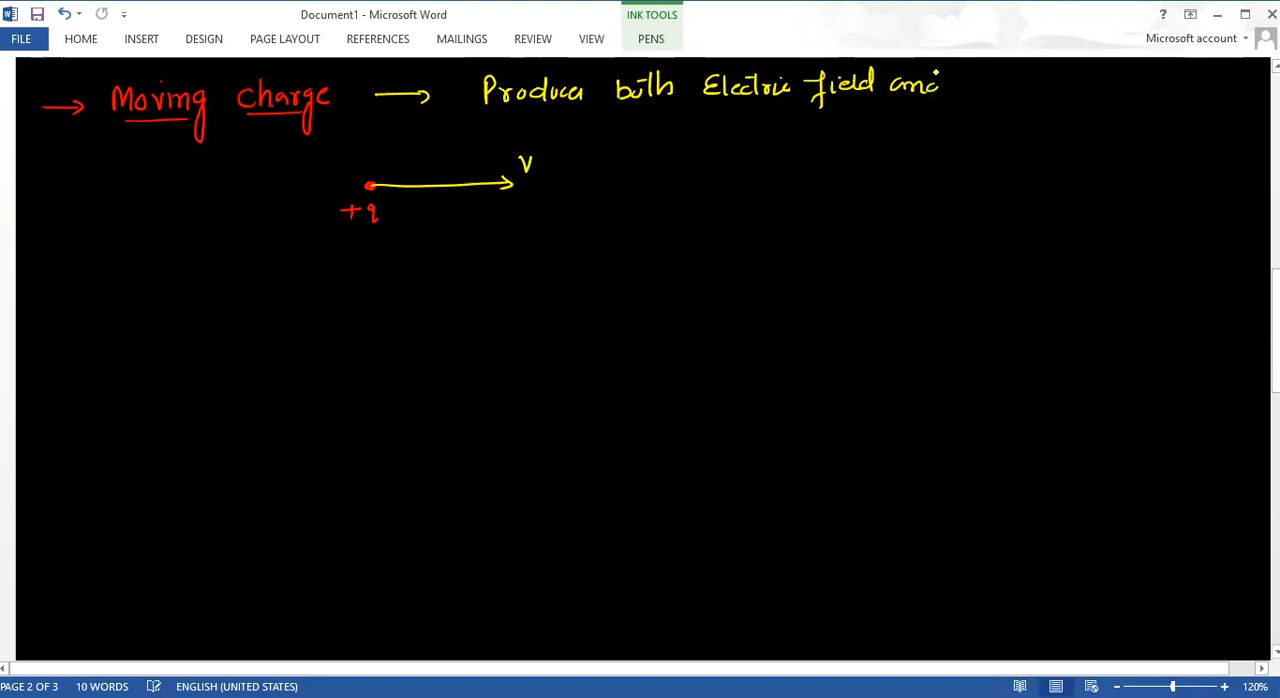 Document1 - Microsoft Word
INK TOOLS
?
FILE HOME INSERT DESIGN PAGE LAYOUT REFERENCES MAILINGS REVIEW VIEW PENS
Microsoft account
→ Moving charge → Produces both Electric field and
V
+q
PAGE 2 OF 3 10 WORDS ENGLISH (UNITED STATES) 120%